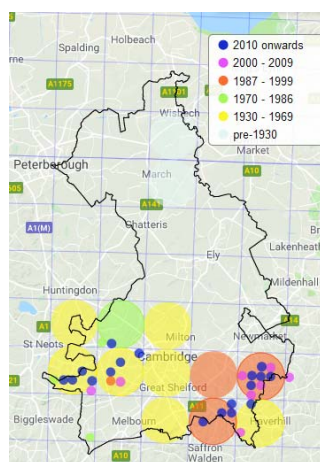 Holbeach
Spalding
2010 onwards
2000 - 2009
1987 - 1999
1970 - 1986
1930 - 1969
pre-1930
A1175
A1101
Wisbech
Market
A10
Peterborough
March
A141
A1(M)
Chatteris
Lakenheath
Ely
Mildenhall
Huntingdon
A14
A1
St Neots
Milton
Newmarket
Cambridge
Great Shelford
A11
Biggleswade
Melbourn
Haverhill
A10
Saffron
Walden